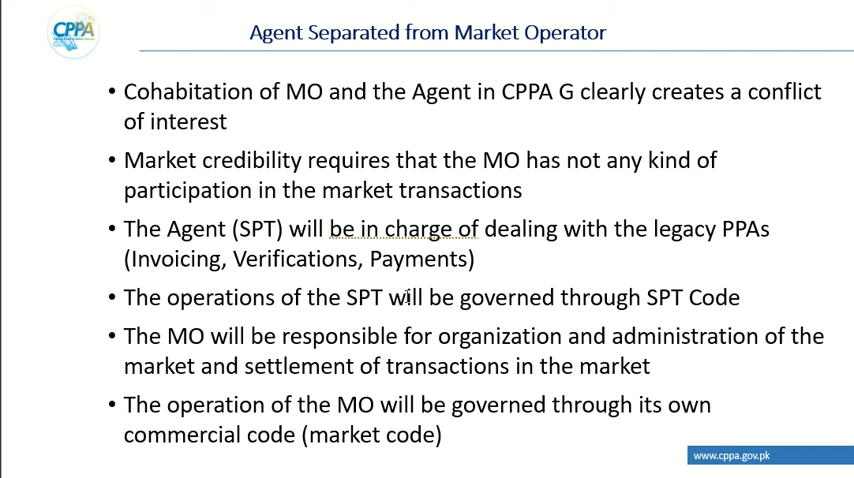 CPPA
Agent Separated from Market Operator
• Cohabitation of MO and the Agent in CPPA G clearly creates a conflict
of interest
• Market credibility requires that the MO has not any kind of
participation in the market transactions
• The Agent (SPT) will be in charge of dealing with the legacy PPAs
(Invoicing, Verifications, Payments)
• The operations of the SPT will be governed through SPT Code
• The MO will be responsible for organization and administration of the
market and settlement of transactions in the market
• The operation of the MO will be governed through its own
commercial code (market code)
www.cppa.gov.pk